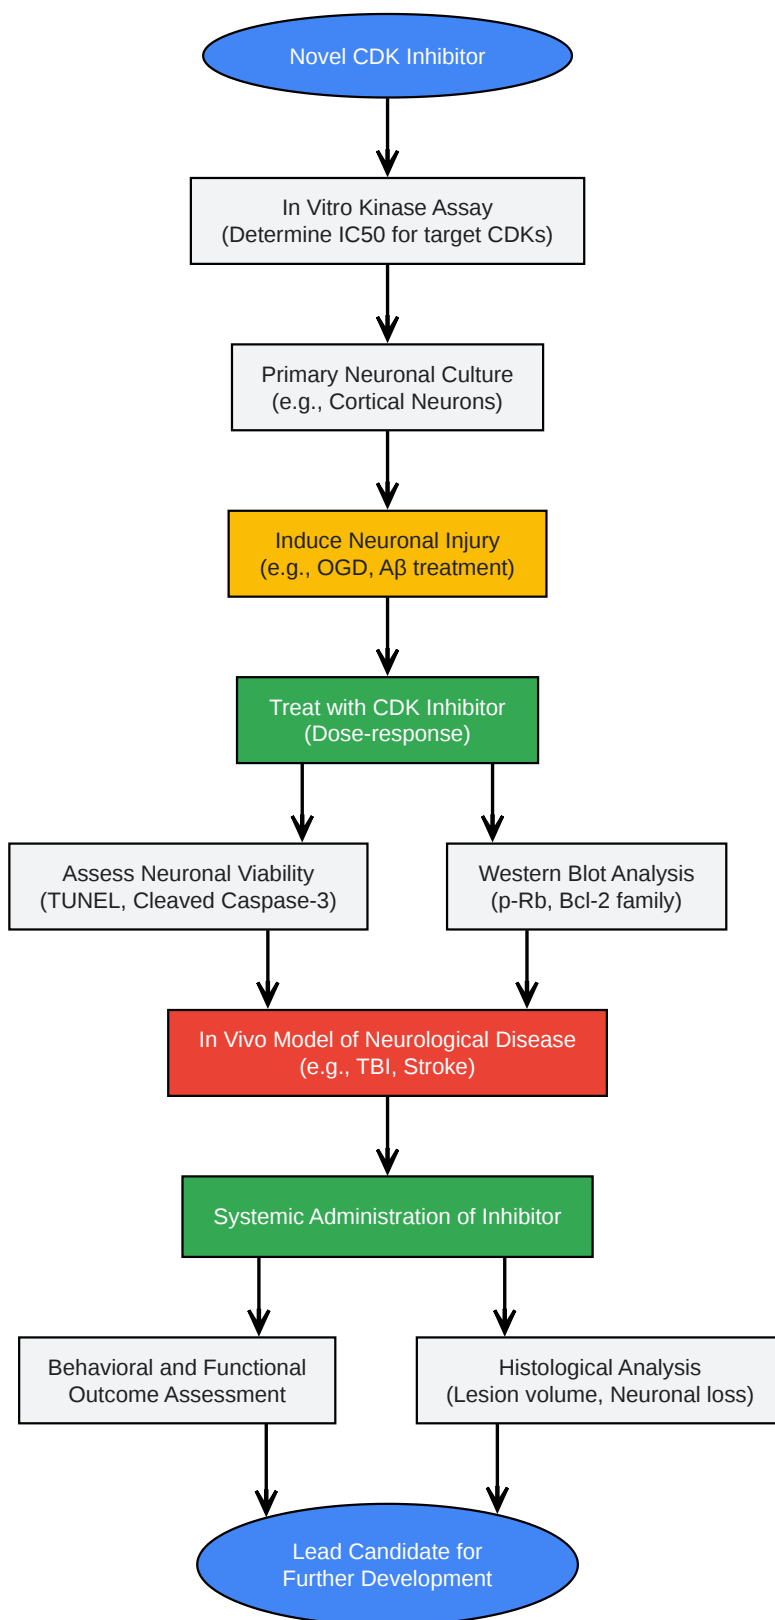 Novel CDK Inhibitor
In Vitro Kinase Assay
(Determine IC50 for target CDKs)
Primary Neuronal Culture
(e.g., Cortical Neurons)
Induce Neuronal Injury
(e.g., OGD, Aβ treatment)
Treat with CDK Inhibitor
(Dose-response)
Assess Neuronal Viability
(TUNEL, Cleaved Caspase-3)
Western Blot Analysis
(p-Rb, Bcl-2 family)
In Vivo Model of Neurological Disease
(e.g., TBI, Stroke)
Systemic Administration of Inhibitor
Behavioral and Functional
Outcome Assessment
Histological Analysis
(Lesion volume, Neuronal loss)
Lead Candidate for
Further Development